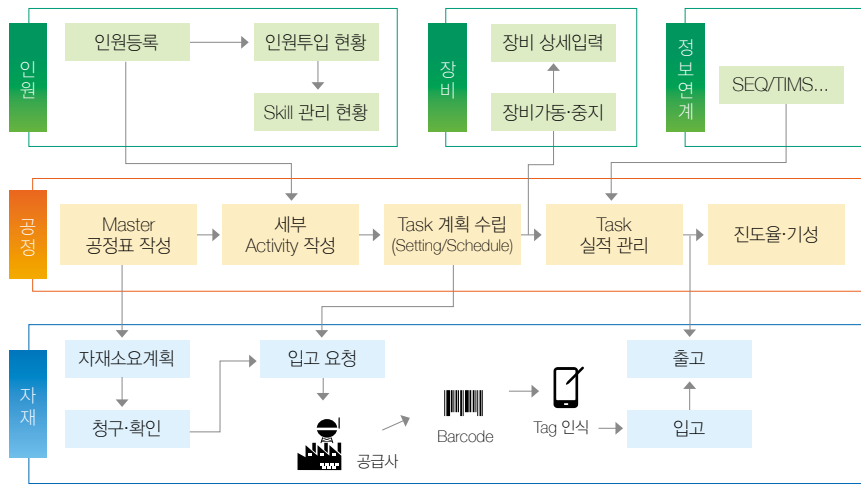 인원
인원등록
인원투입 현황
Skill 관리 현황
장비
장비 상세입력
장비가동·중지
정보연계
SEQ/TIMS...
공정
Master
공정표 작성
세부
Activity 작성
Task 계획 수립
(Setting/Schedule)
Task
실적 관리
진도율·기성
자재
자재소요계획
청구·확인
입고 요청
공급사
Barcode
Tag 인식
출고
입고